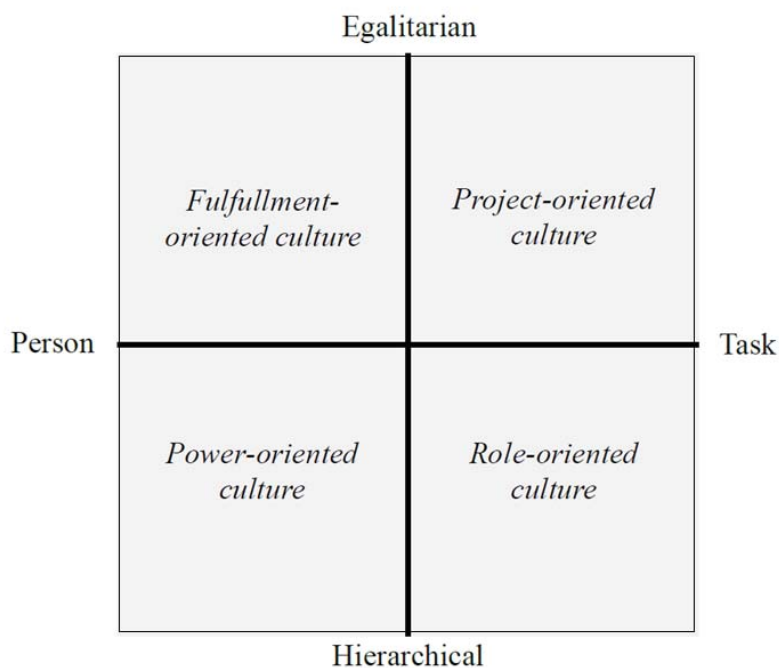 Egalitarian
Fulfullment-
oriented culture
Project-oriented
culture
Person
Task
Power-oriented
culture
Role-oriented
culture
Hierarchical